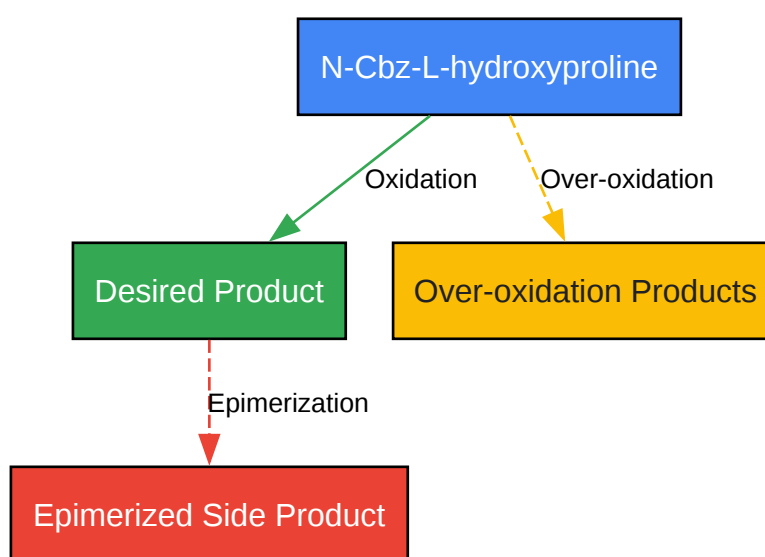 N-Cbz-L-hydroxyproline
Oxidation
Over-oxidation
Desired Product
Over-oxidation Products
Epimerization
Epimerized Side Product